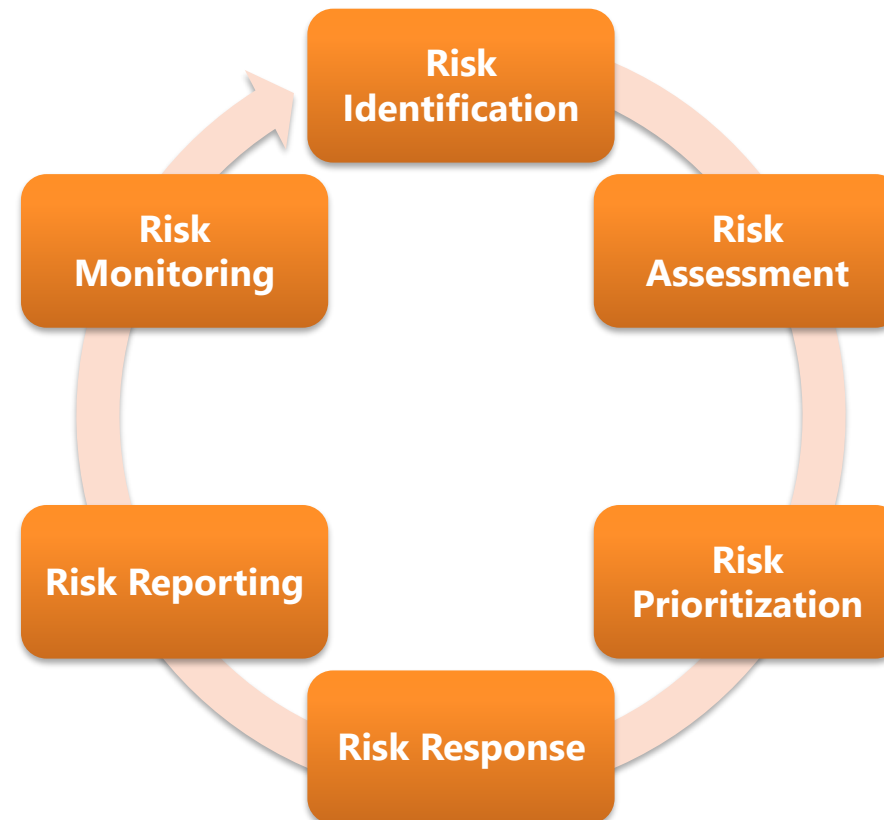 Risk
Identification
Risk
Assessment
Risk
Prioritization
Risk Response
Risk Reporting
Risk
Monitoring